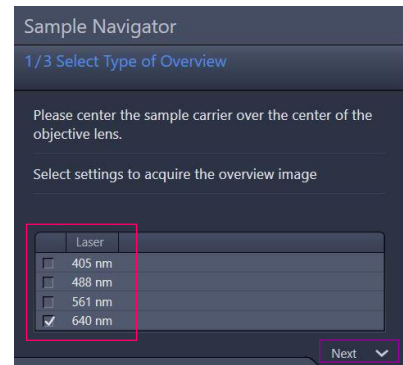 Sample Navigator
1/3 Select Type of Overview
Please center the sample carrier over the center of the
objective lens.
Select settings to acquire the overview image
Laser
405 nm
488 nm
561 nm
640 nm
Next